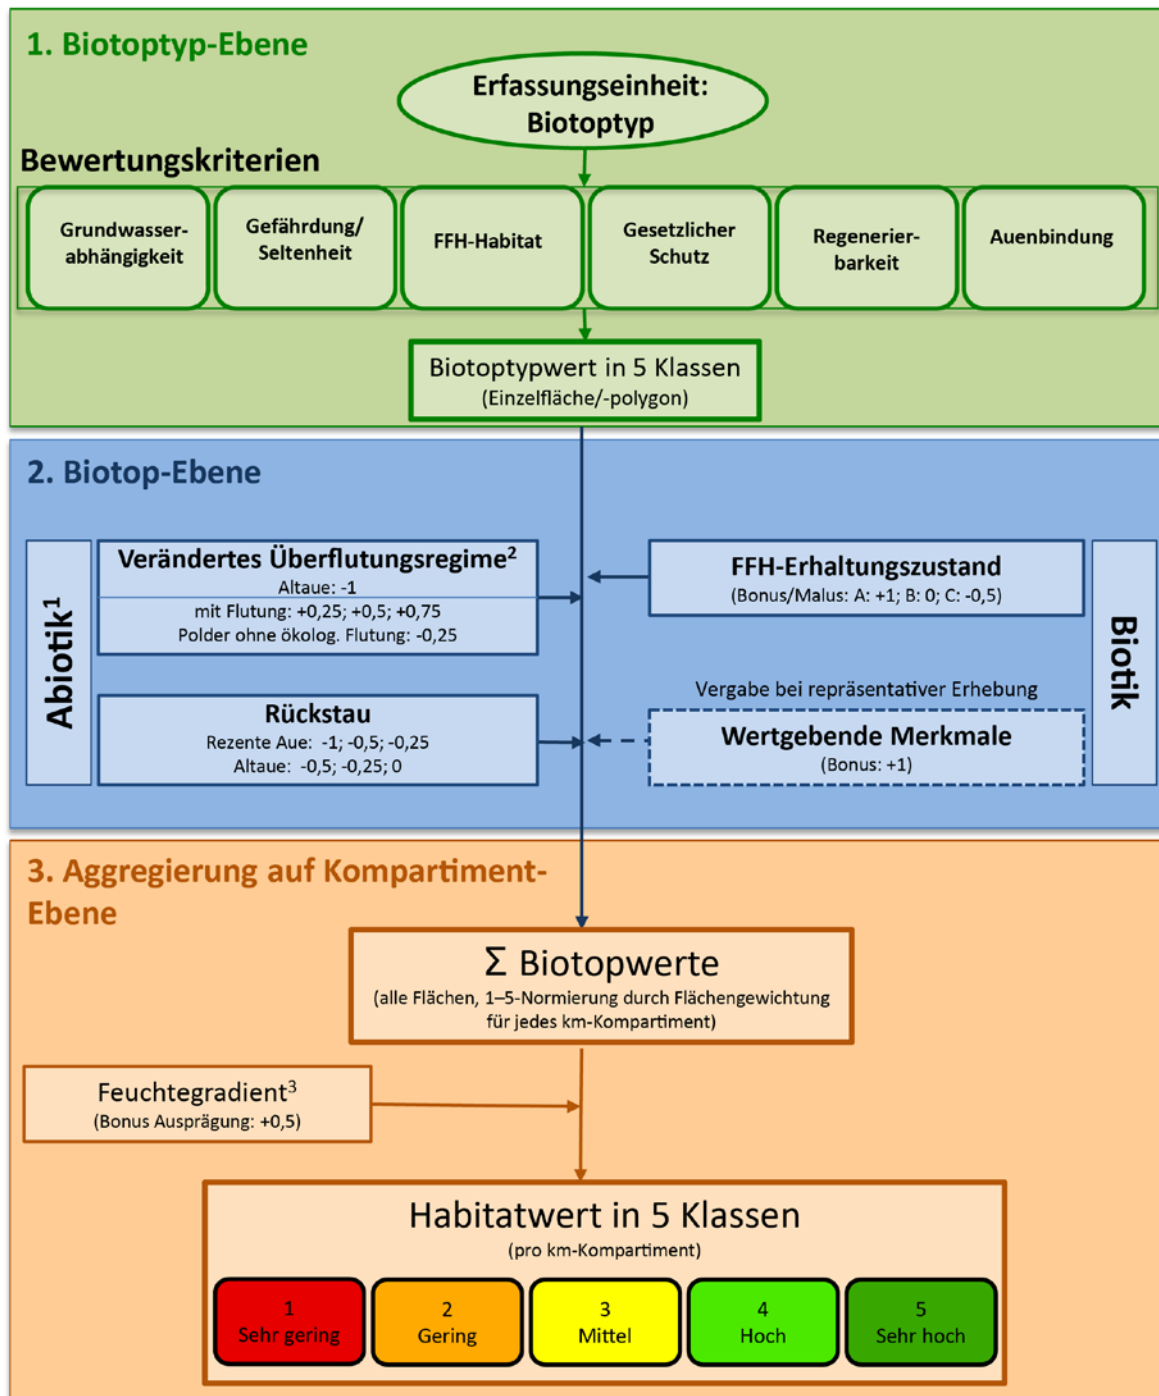 1. Biotoptyp-Ebene
Erfassungseinheit:
Biotoptyp
Bewertungskriterien
Grundwasser-
abhängigkeit
Gefährdung/
Seltenheit
FFH-Habitat
Gesetzlicher
Schutz
Regenerier-
barkeit
Auenbindung
Biotoptypwert in 5 Klassen
(Einzelfläche/-polygon)
2. Biotop-Ebene
Abiotik¹
Verändertes Überflutungsregime²
Altaue: -1
mit Flutung: +0,25; +0,5; +0,75
Polder ohne ökolog. Flutung: -0,25
Rückstau
Rezente Aue: -1; -0,5; -0,25
Altaue: -0,5; -0,25; 0
FFH-Erhaltungszustand
(Bonus/Malus: A: +1; B: 0; C: -0,5)
Vergabe bei repräsentativer Erhebung
Wertgebende Merkmale
(Bonus: +1)
Biotik
3. Aggregierung auf Kompartiment-
Ebene
Σ Biotopwerte
(alle Flächen, 1–5-Normierung durch Flächengewichtung
für jedes km-Kompartiment)
Feuchtegradient³
(Bonus Ausprägung: +0,5)
Habitatwert in 5 Klassen
(pro km-Kompartiment)
1
Sehr gering
2
Gering
3
Mittel
4
Hoch
5
Sehr hoch